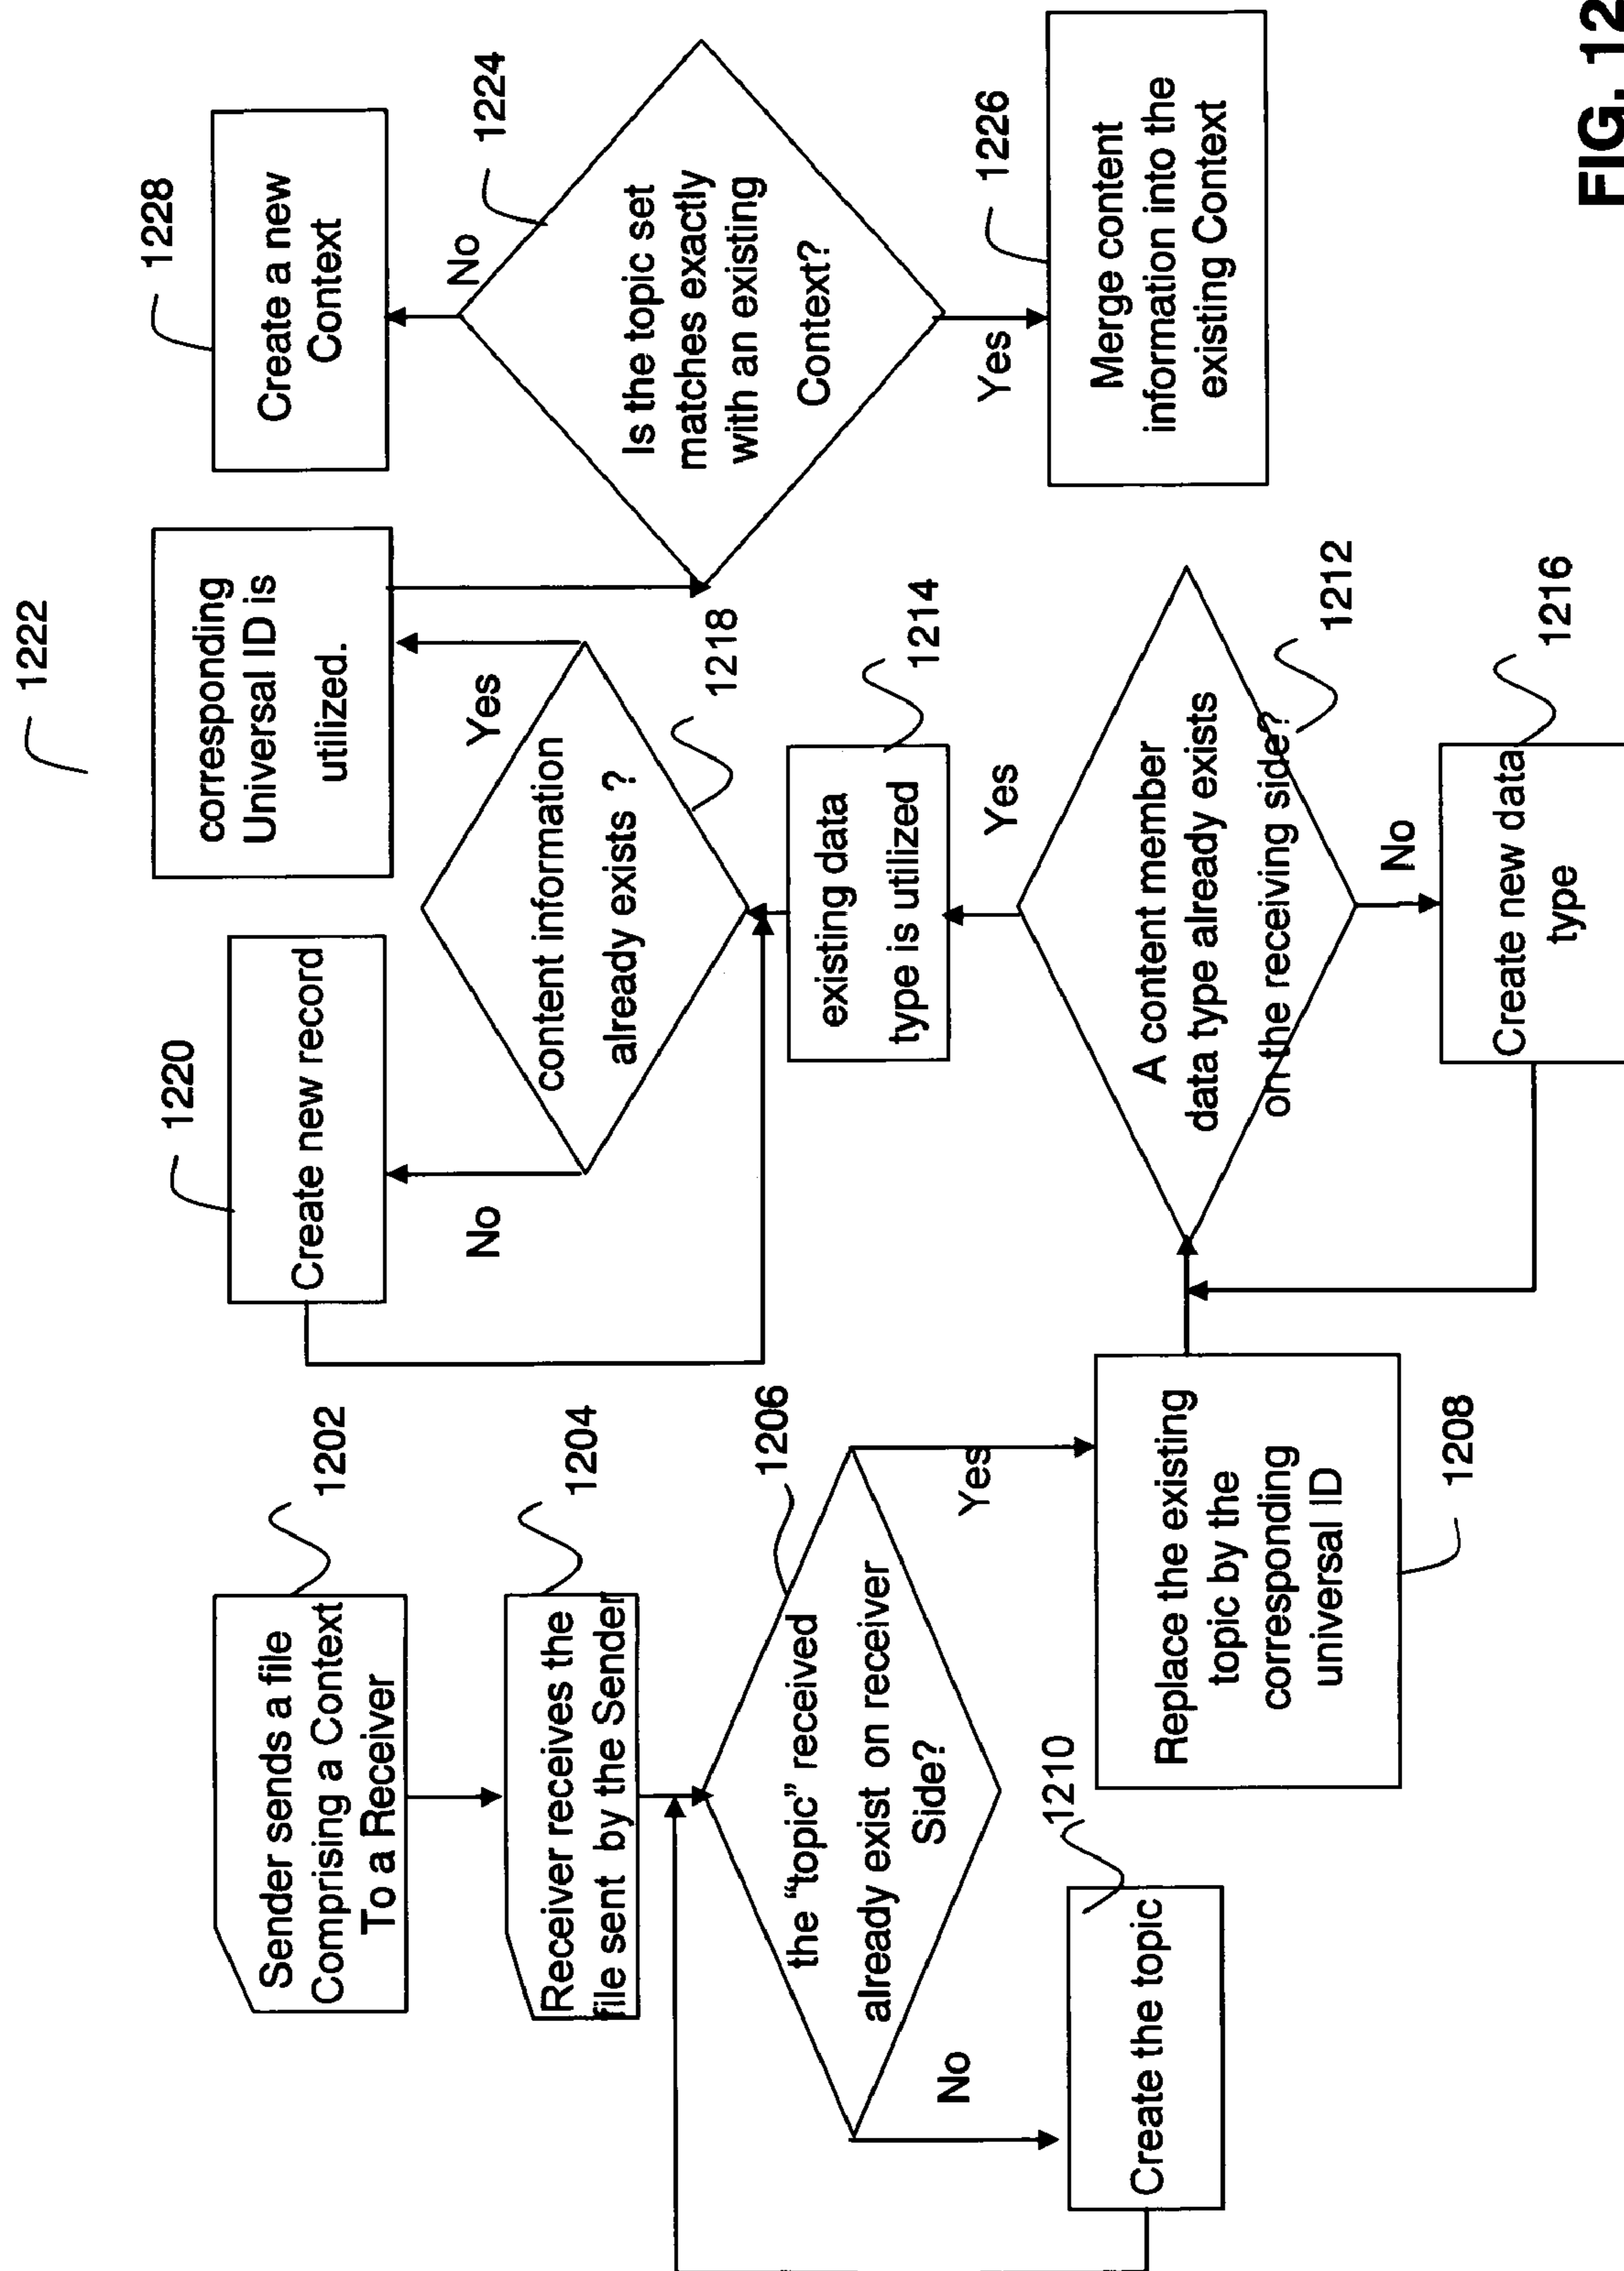 1202
Sender sends a file
Comprising a Context
To a Receiver
1204
Receiver receives the
file sent by the Sender
1206
the “topic” received
already exist on receiver
Side?
No
Yes
1210
Create the topic
Replace the existing
topic by the
corresponding
universal ID
1208
1220
Create new record
No
1222
corresponding
Universal ID is
utilized.
Yes
content information
already exists ?
1218
existing data
type is utilized
1214
Yes
A content member
data type already exists
on the receiving side?
1212
No
Create new data
type
1216
1228
Create a new
Context
No
1224
Is the topic set
matches exactly
with an existing
Context?
Yes
1226
Merge content
information into the
existing Context
FIG. 12